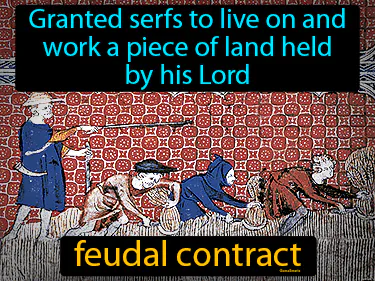 Granted serfs to live on and
work a piece of land held
by his Lord
feudal contract